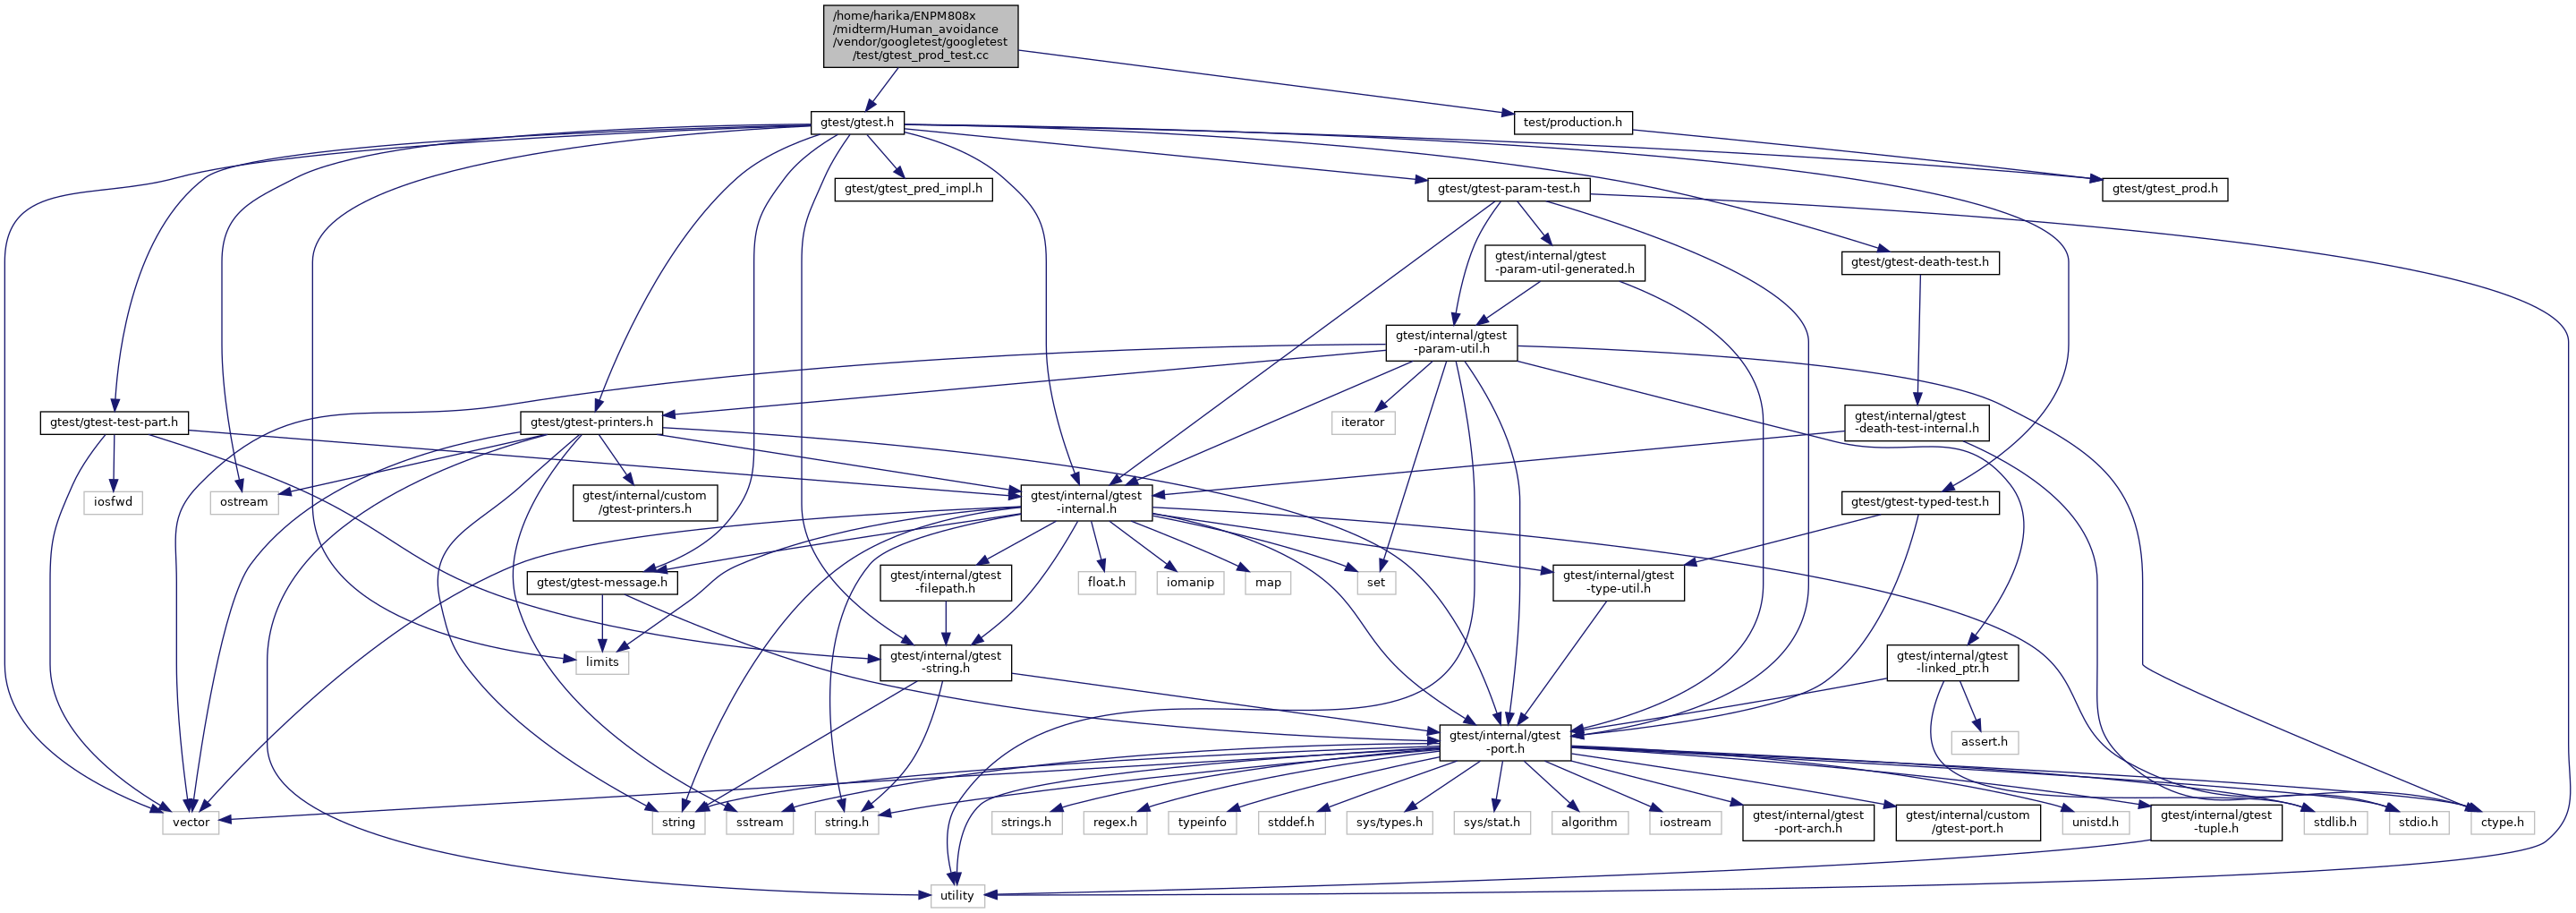 /home/harika/ENPM808x
/midterm/Human_avoidance
/vendor/googletest/googletest
/test/gtest_prod_test.cc
gtest/gtest.h
test/production.h
gtest/gtest_pred_impl.h
gtest/gtest-param-test.h
gtest/gtest_prod.h
gtest/internal/gtest
-param-util-generated.h
gtest/gtest-death-test.h
gtest/internal/gtest
-param-util.h
gtest/gtest-test-part.h
gtest/gtest-printers.h
iterator
gtest/internal/gtest
-death-test-internal.h
iosfwd
ostream
gtest/internal/custom
/gtest-printers.h
gtest/internal/gtest
-internal.h
gtest/gtest-typed-test.h
gtest/gtest-message.h
gtest/internal/gtest
-filepath.h
float.h
iomanip
map
set
gtest/internal/gtest
-type-util.h
limits
gtest/internal/gtest
-string.h
gtest/internal/gtest
-linked_ptr.h
gtest/internal/gtest
-port.h
assert.h
vector
string
sstream
string.h
strings.h
regex.h
typeinfo
stddef.h
sys/types.h
sys/stat.h
algorithm
iostream
gtest/internal/gtest
-port-arch.h
gtest/internal/custom
/gtest-port.h
unistd.h
gtest/internal/gtest
-tuple.h
stdlib.h
stdio.h
ctype.h
utility